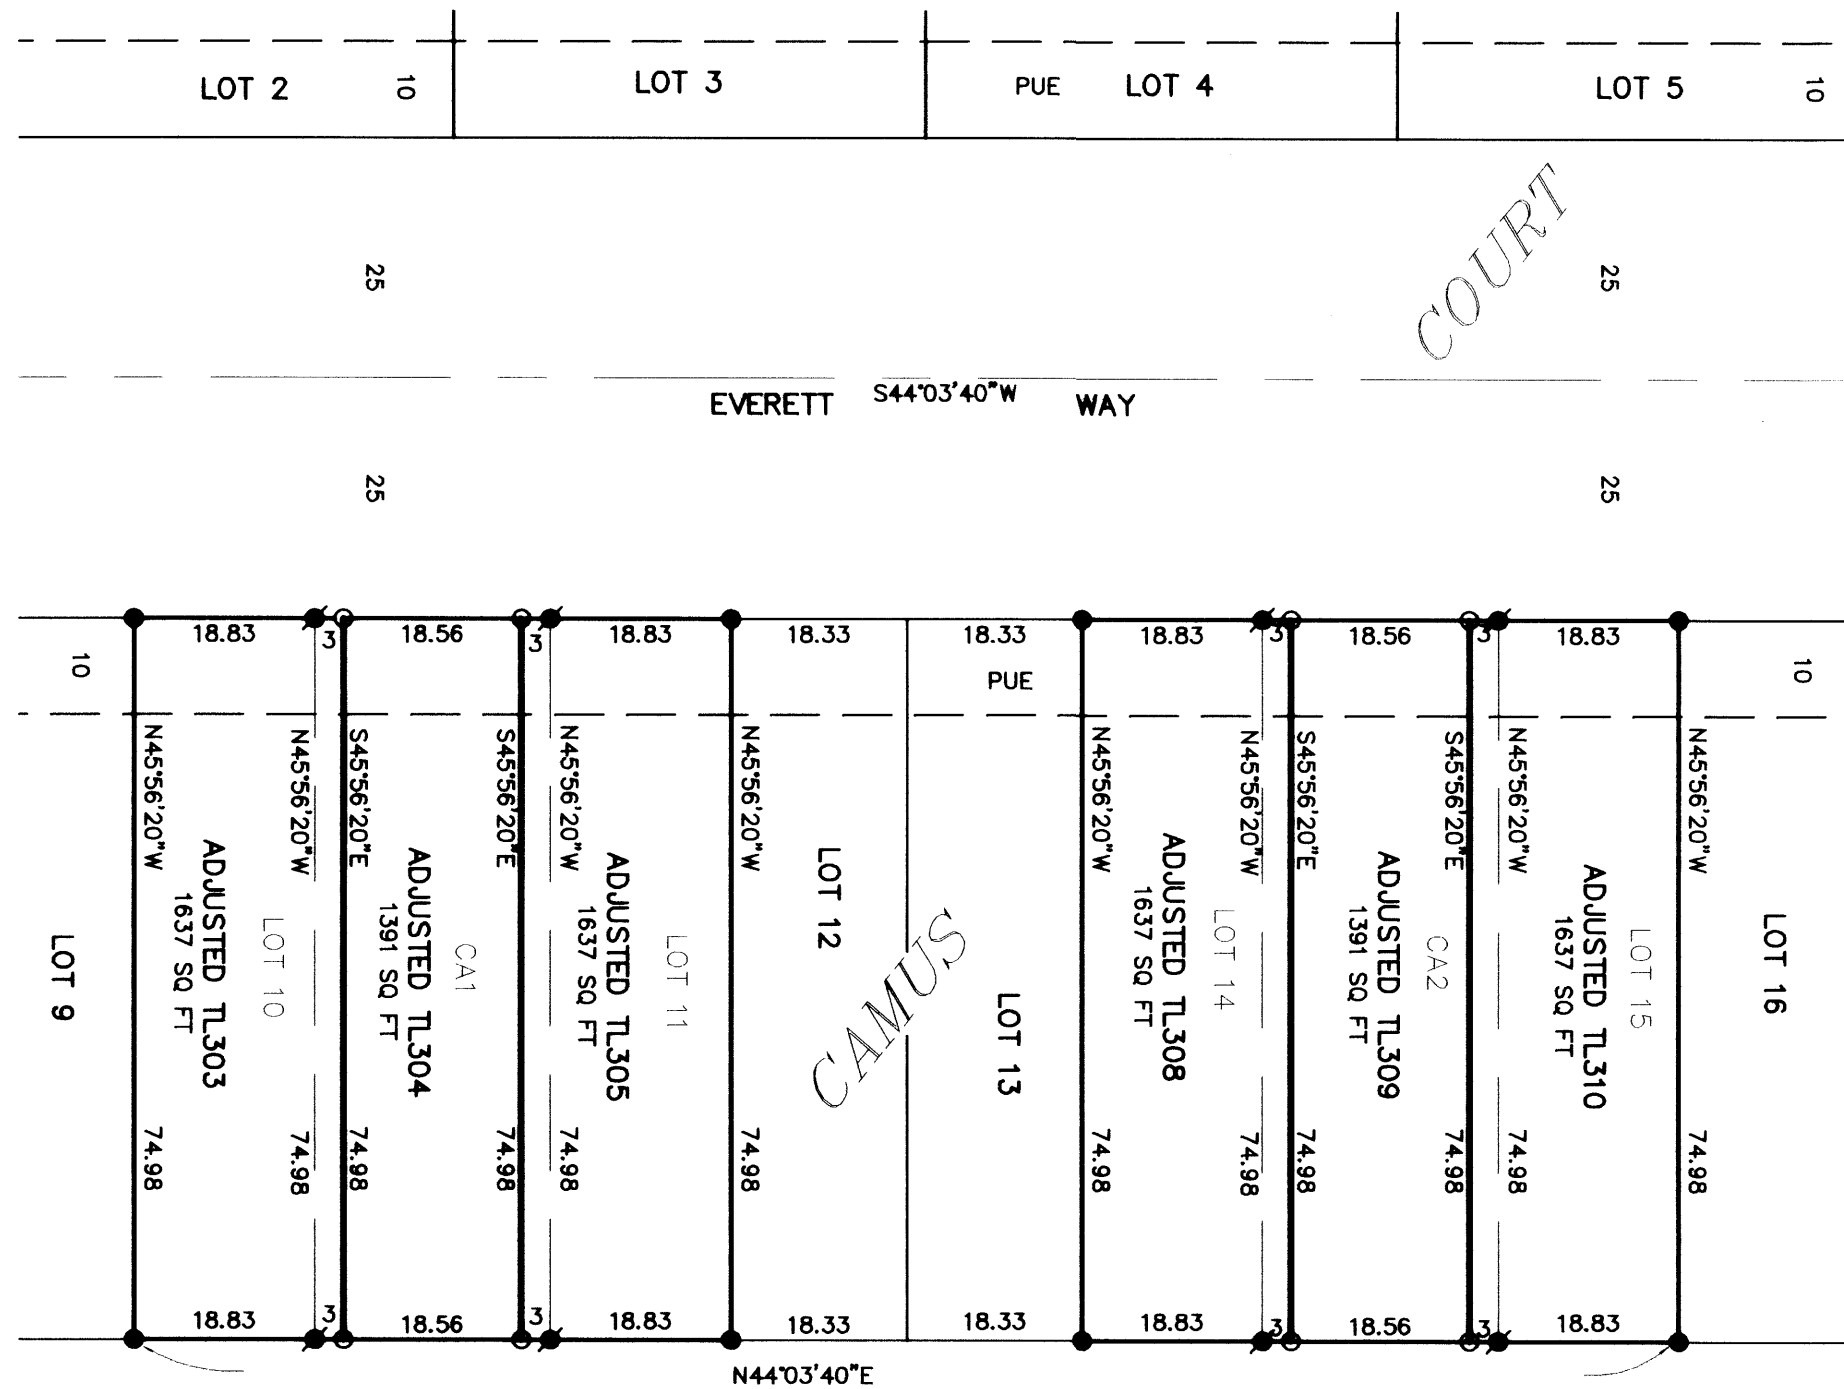 LOT 2
10
LOT 3
PUE
LOT 4
LOT 5
10
COURT
25
25
EVERETT
S44°03'40"W
WAY
25
25
18.83
3
18.56
3
18.83
18.33
18.33
18.83
3
18.56
3
18.83
10
PUE
10
N45°56'20"W
N45°56'20"W
S45°56'20"E
S45°56'20"E
N45°56'20"W
N45°56'20"W
N45°56'20"W
N45°56'20"W
S45°56'20"E
S45°56'20"E
N45°56'20"W
N45°56'20"W
LOT 9
ADJUSTED TL303
1637 SQ FT
LOT 10
ADJUSTED TL304
1391 SQ FT
CA1
ADJUSTED TL305
1637 SQ FT
LOT 11
LOT 12
CAMUS
LOT 13
ADJUSTED TL308
1637 SQ FT
LOT 14
ADJUSTED TL309
1391 SQ FT
CA2
ADJUSTED TL310
1637 SQ FT
LOT 15
LOT 16
74.98
74.98
74.98
74.98
74.98
74.98
74.98
74.98
74.98
74.98
74.98
74.98
18.83
3
18.56
3
18.83
18.33
18.33
18.83
3
18.56
3
18.83
N44°03'40"E